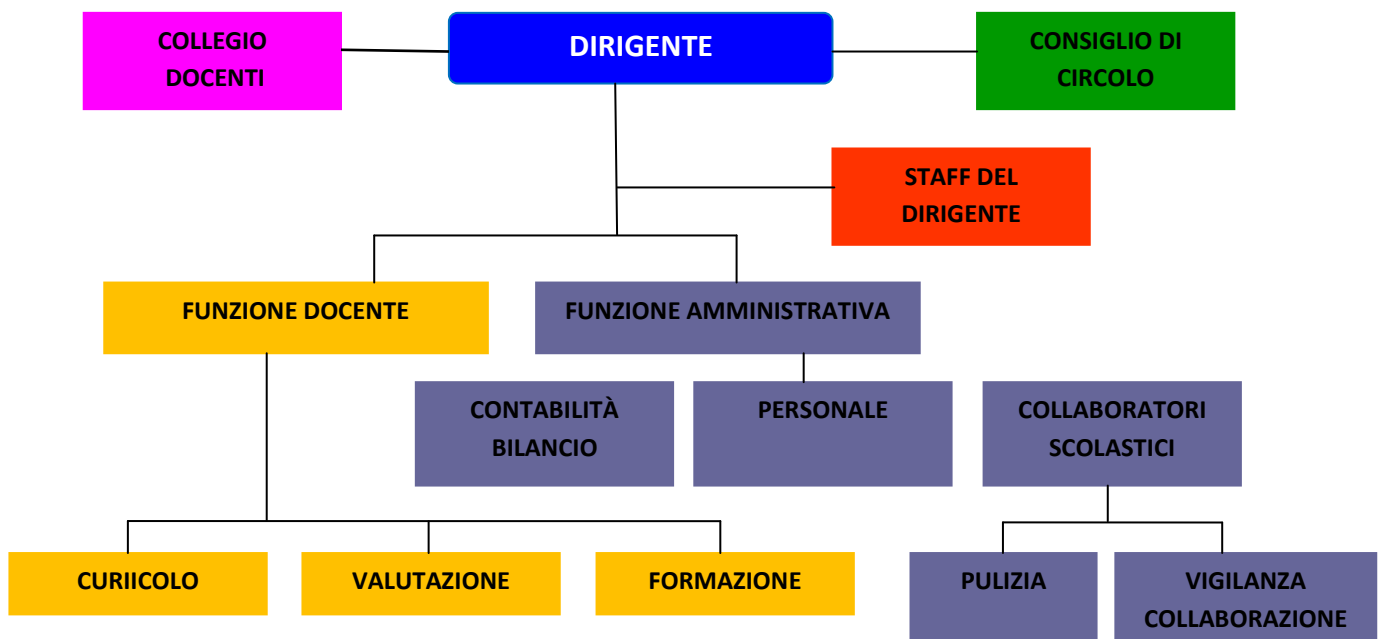 COLLEGIO
DOCENTI
DIRIGENTE
CONSIGLIO DI
CIRCOLO
STAFF DEL
DIRIGENTE
FUNZIONE DOCENTE
FUNZIONE AMMINISTRATIVA
CONTABILITÀ
BILANCIO
PERSONALE
COLLABORATORI
SCOLASTICI
CURIICOLO
VALUTAZIONE
FORMAZIONE
PULIZIA
VIGILANZA
COLLABORAZIONE